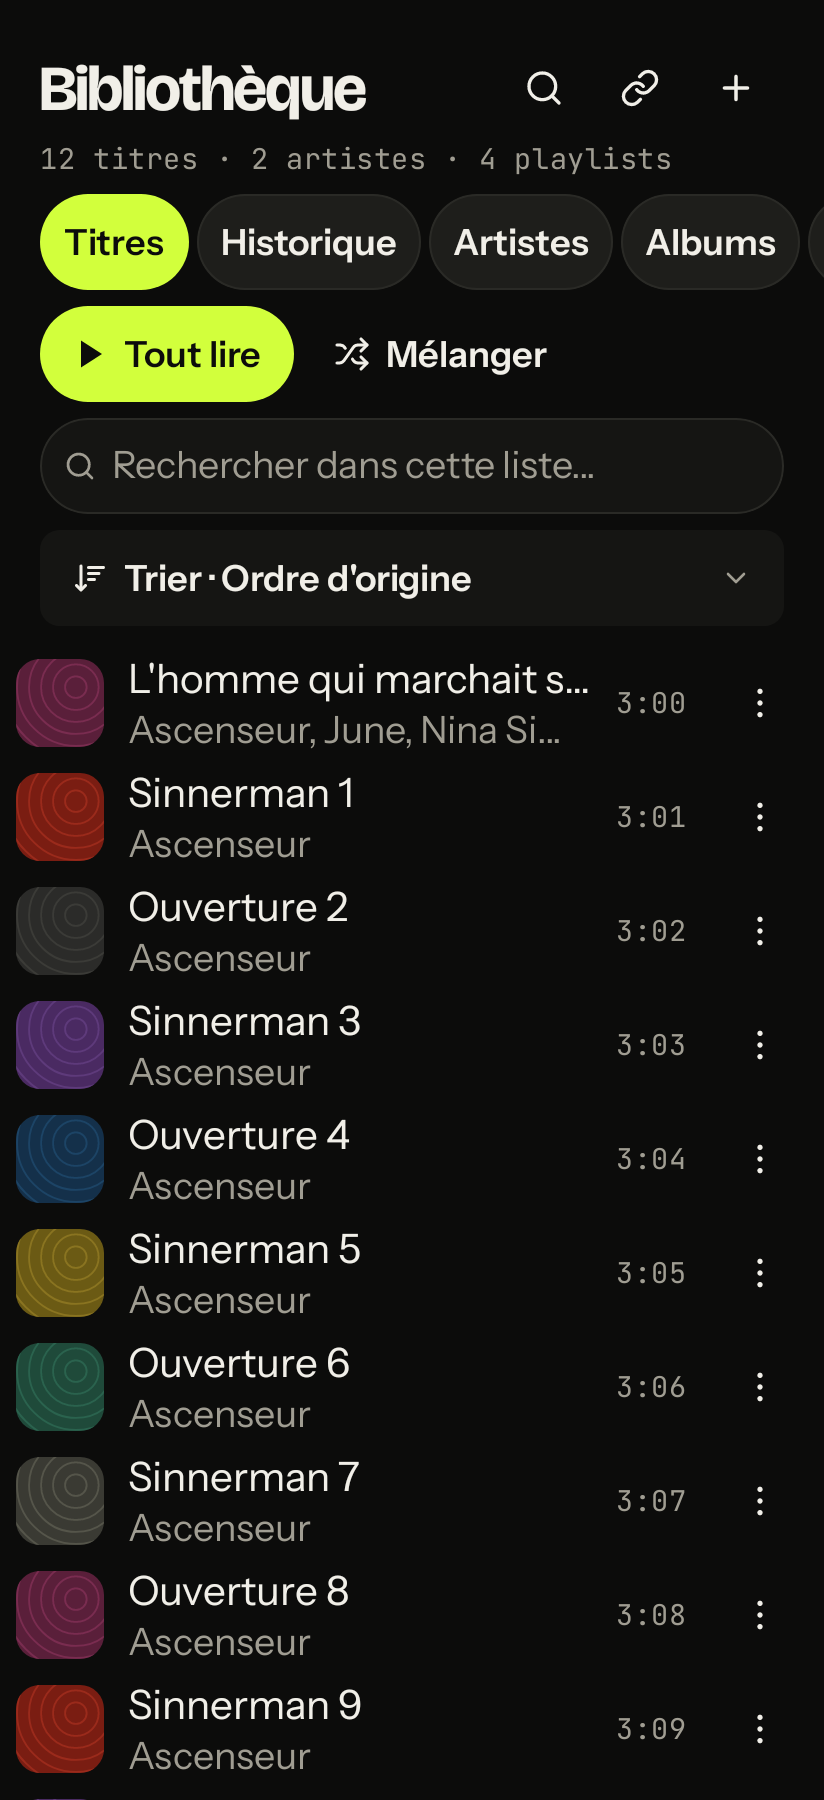 Bibliothèque
12 titres · 2 artistes · 4 playlists
Titres Historique Artistes Albums
Tout lire Mélanger
Rechercher dans cette liste...
Trier · Ordre d'origine
L'homme qui marchait s... 3:00
Ascenseur, June, Nina Si...
Sinnerman 1 3:01
Ascenseur
Ouverture 2 3:02
Ascenseur
Sinnerman 3 3:03
Ascenseur
Ouverture 4 3:04
Ascenseur
Sinnerman 5 3:05
Ascenseur
Ouverture 6 3:06
Ascenseur
Sinnerman 7 3:07
Ascenseur
Ouverture 8 3:08
Ascenseur
Sinnerman 9 3:09
Ascenseur